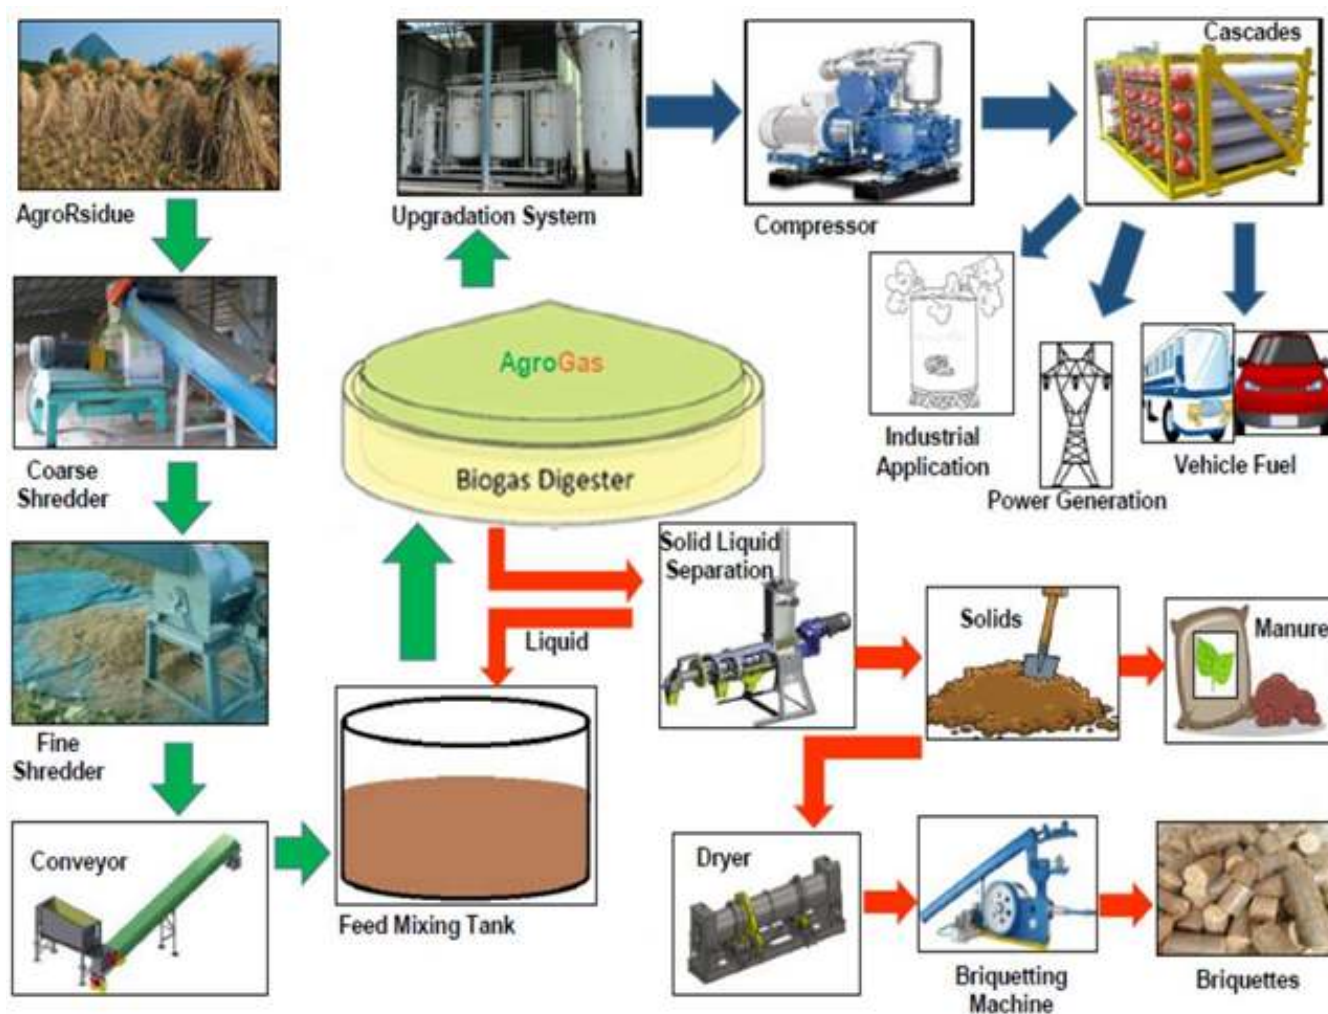 Cascades
AgroRsidue
Upgradation System
Compressor
AgroGas
Biogas Digester
Coarse
Shredder
Industrial
Application
Power Generation
Vehicle Fuel
Solid Liquid
Separation
Liquid
Solids
Manure
Fine
Shredder
Conveyor
Feed Mixing Tank
Dryer
Briquetting
Machine
Briquettes